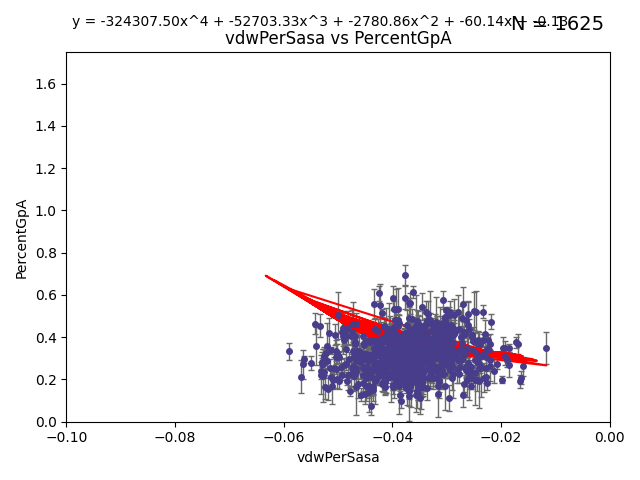 y = -324307.50x^4 + -52703.33x^3 + -2780.86x^2 + -60.14x + -0.13
N = 1625
vdwPerSasa vs PercentGpA
PercentGpA
1.6
1.4
1.2
1.0
0.8
0.6
0.4
0.2
0.0
−0.10 −0.08 −0.06 −0.04 −0.02 0.00
vdwPerSasa